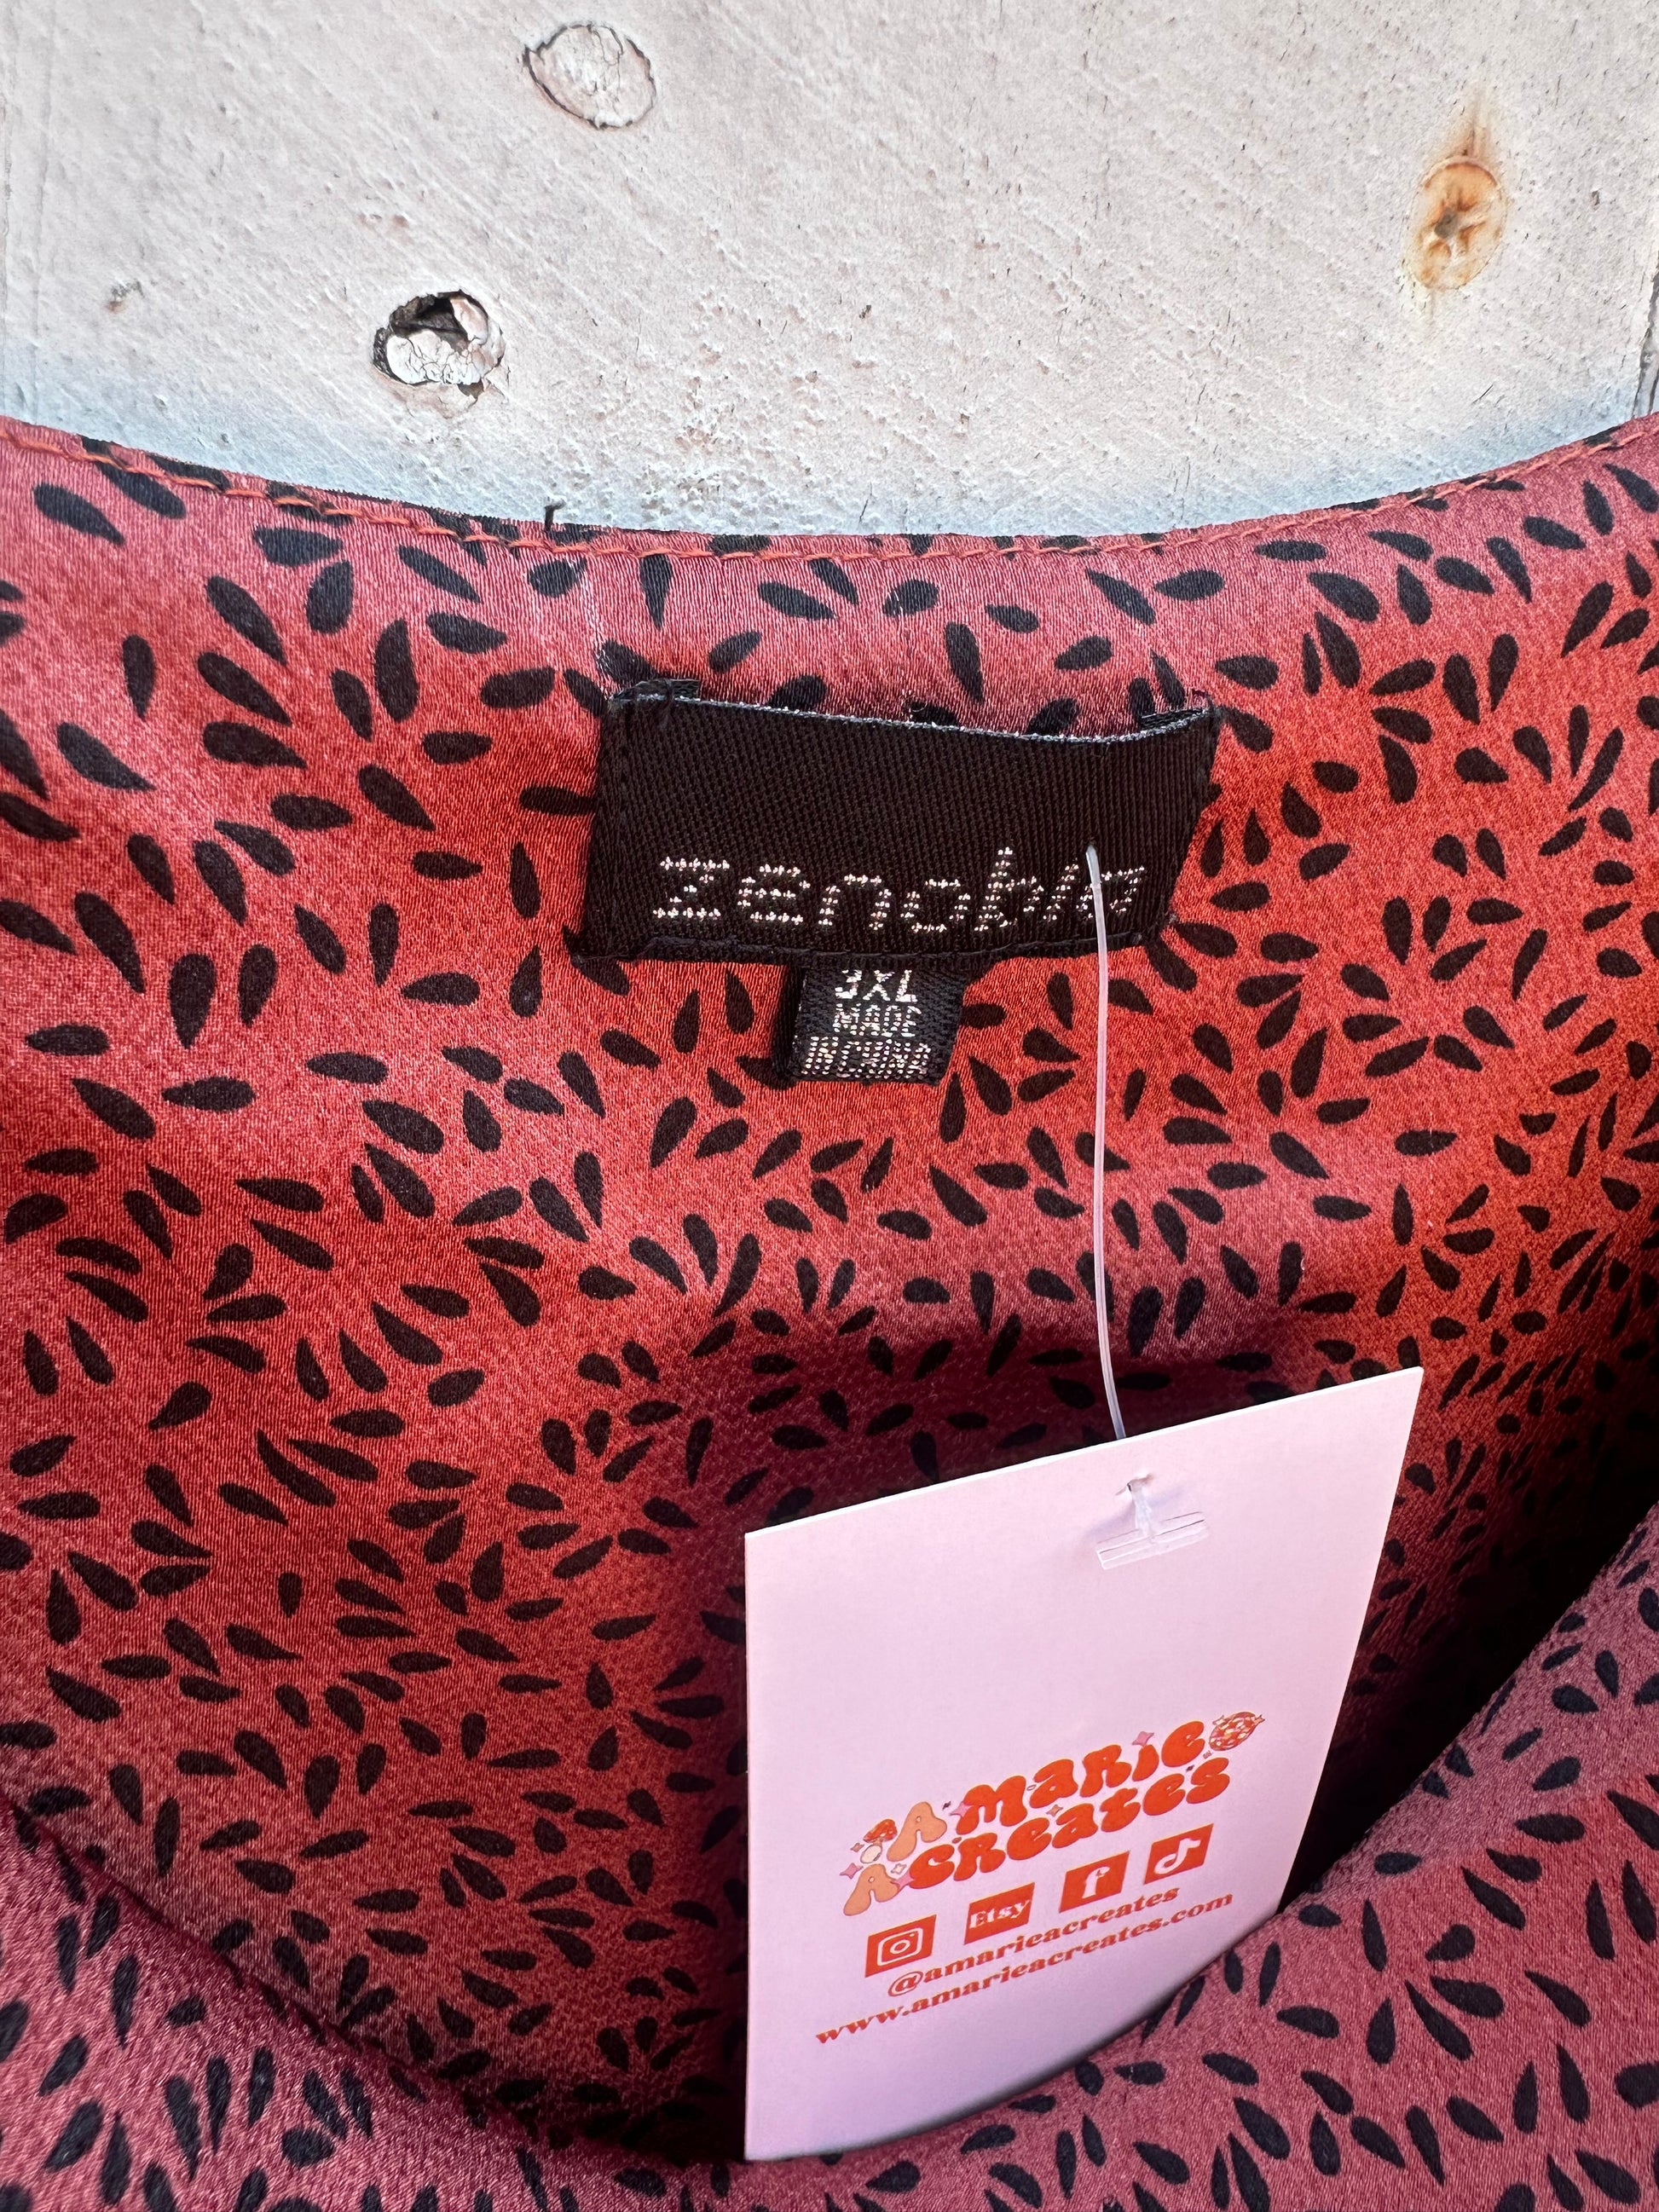 zenobia
3XL
MADE
IN CHINA
A MARIE
A CREATES
Etsy
@amarieacreates
www.amarieacreates.com